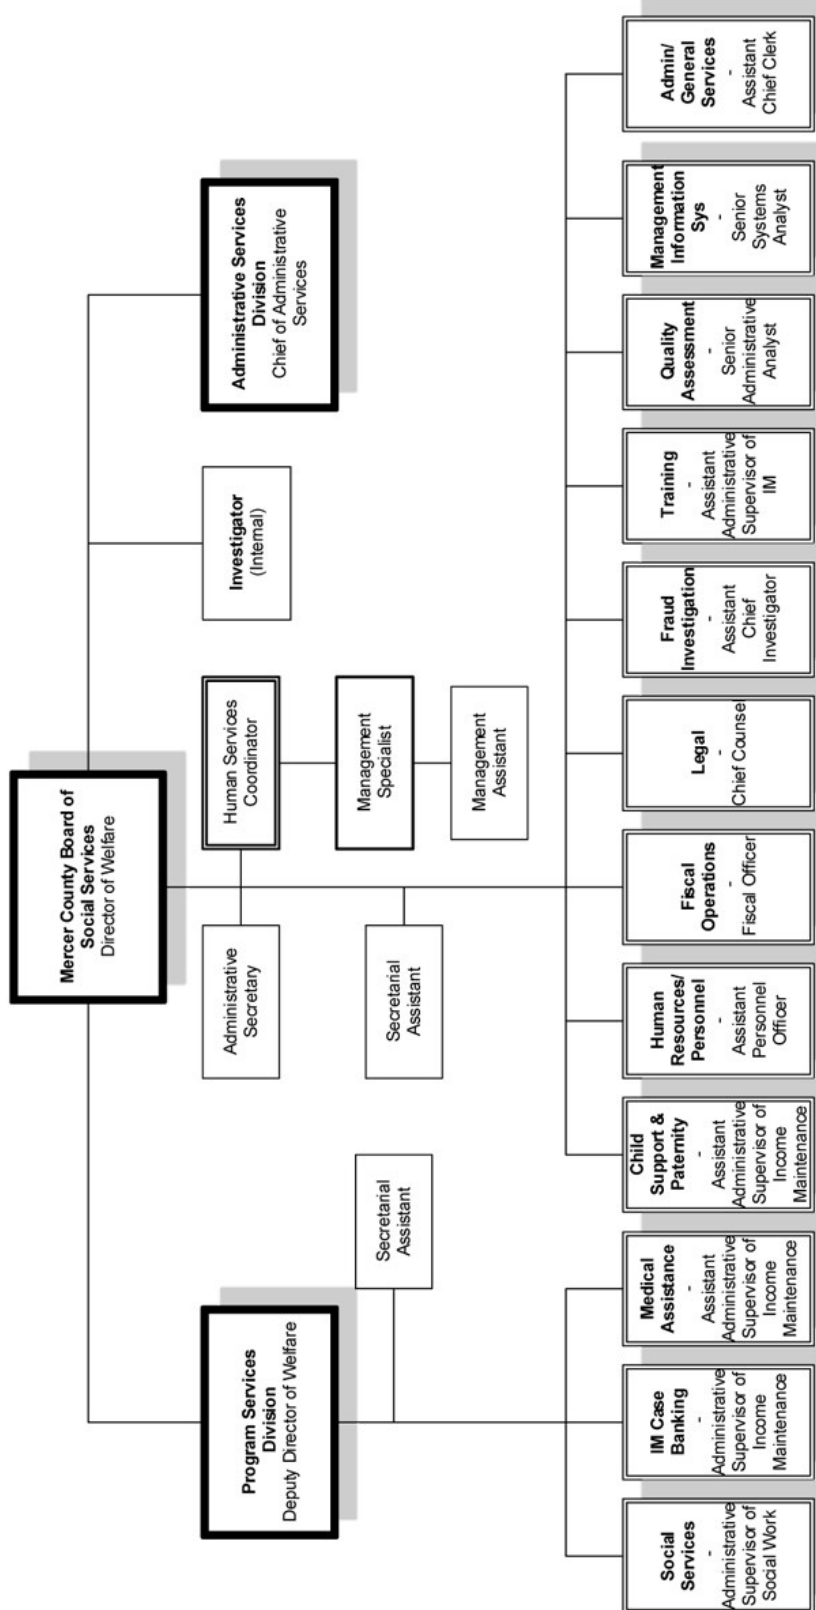 Mercer County Board of
Social Services
Director of Welfare
Program Services
Division
Deputy Director of Welfare
Administrative
Secretary
Human Services
Coordinator
Investigator
(Internal)
Administrative Services
Division
Chief of Administrative
Services
Management
Specialist
Secretarial
Assistant
Secretarial
Assistant
Management
Assistant
Social
Services
-
Administrative
Supervisor of
Social Work
IM Case
Banking
-
Administrative
Supervisor of
Income
Maintenance
Medical
Assistance
-
Assistant
Administrative
Supervisor of
Income
Maintenance
Child
Support &
Paternity
-
Assistant
Administrative
Supervisor of
Income
Maintenance
Human
Resources/
Personnel
-
Assistant
Personnel
Officer
Fiscal
Operations
-
Fiscal Officer
Legal
-
Chief Counsel
Fraud
Investigation
-
Assistant
Chief
Investigator
Training
-
Assistant
Administrative
Supervisor of
IM
Quality
Assessment
-
Senior
Administrative
Analyst
Management
Information
Sys
-
Senior
Systems
Analyst
Admin/
General
Services
-
Assistant
Chief Clerk